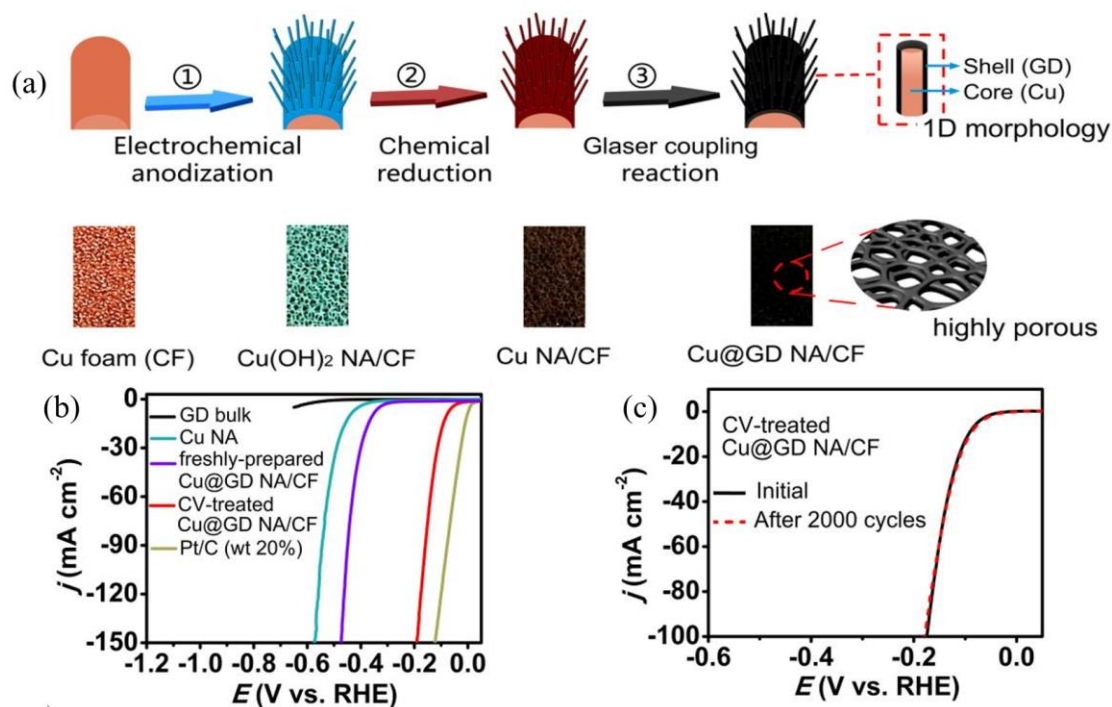 (a)
①
②
③
Electrochemical
anodization
Chemical
reduction
Glaser coupling
reaction
Shell (GD)
Core (Cu)
1D morphology
Cu foam (CF)
Cu(OH)₂ NA/CF
Cu NA/CF
Cu@GD NA/CF
highly porous
(b)
GD bulk
Cu NA
freshly-prepared
Cu@GD NA/CF
CV-treated
Cu@GD NA/CF
Pt/C (wt 20%)
0
-30
-60
-90
-120
-150
j (mA cm⁻²)
-1.2 -1.0 -0.8 -0.6 -0.4 -0.2 0.0
E (V vs. RHE)
(c)
CV-treated
Cu@GD NA/CF
Initial
After 2000 cycles
0
-20
-40
-60
-80
-100
j (mA cm⁻²)
-0.6 -0.4 -0.2 0.0
E (V vs. RHE)